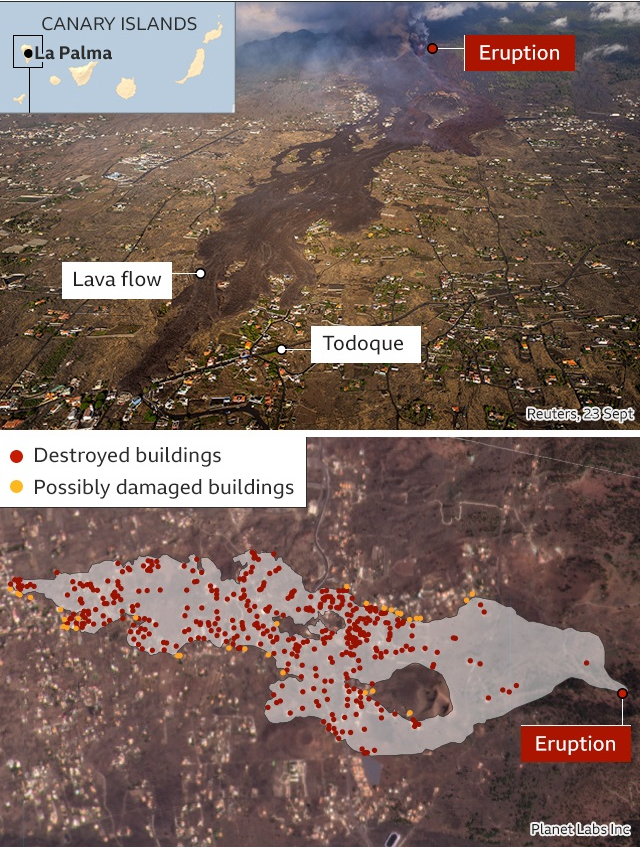 CANARY ISLANDS
La Palma
Eruption
Lava flow
Todoque
Reuters, 23 Sept
Destroyed buildings
Possibly damaged buildings
Eruption
Planet Labs Inc